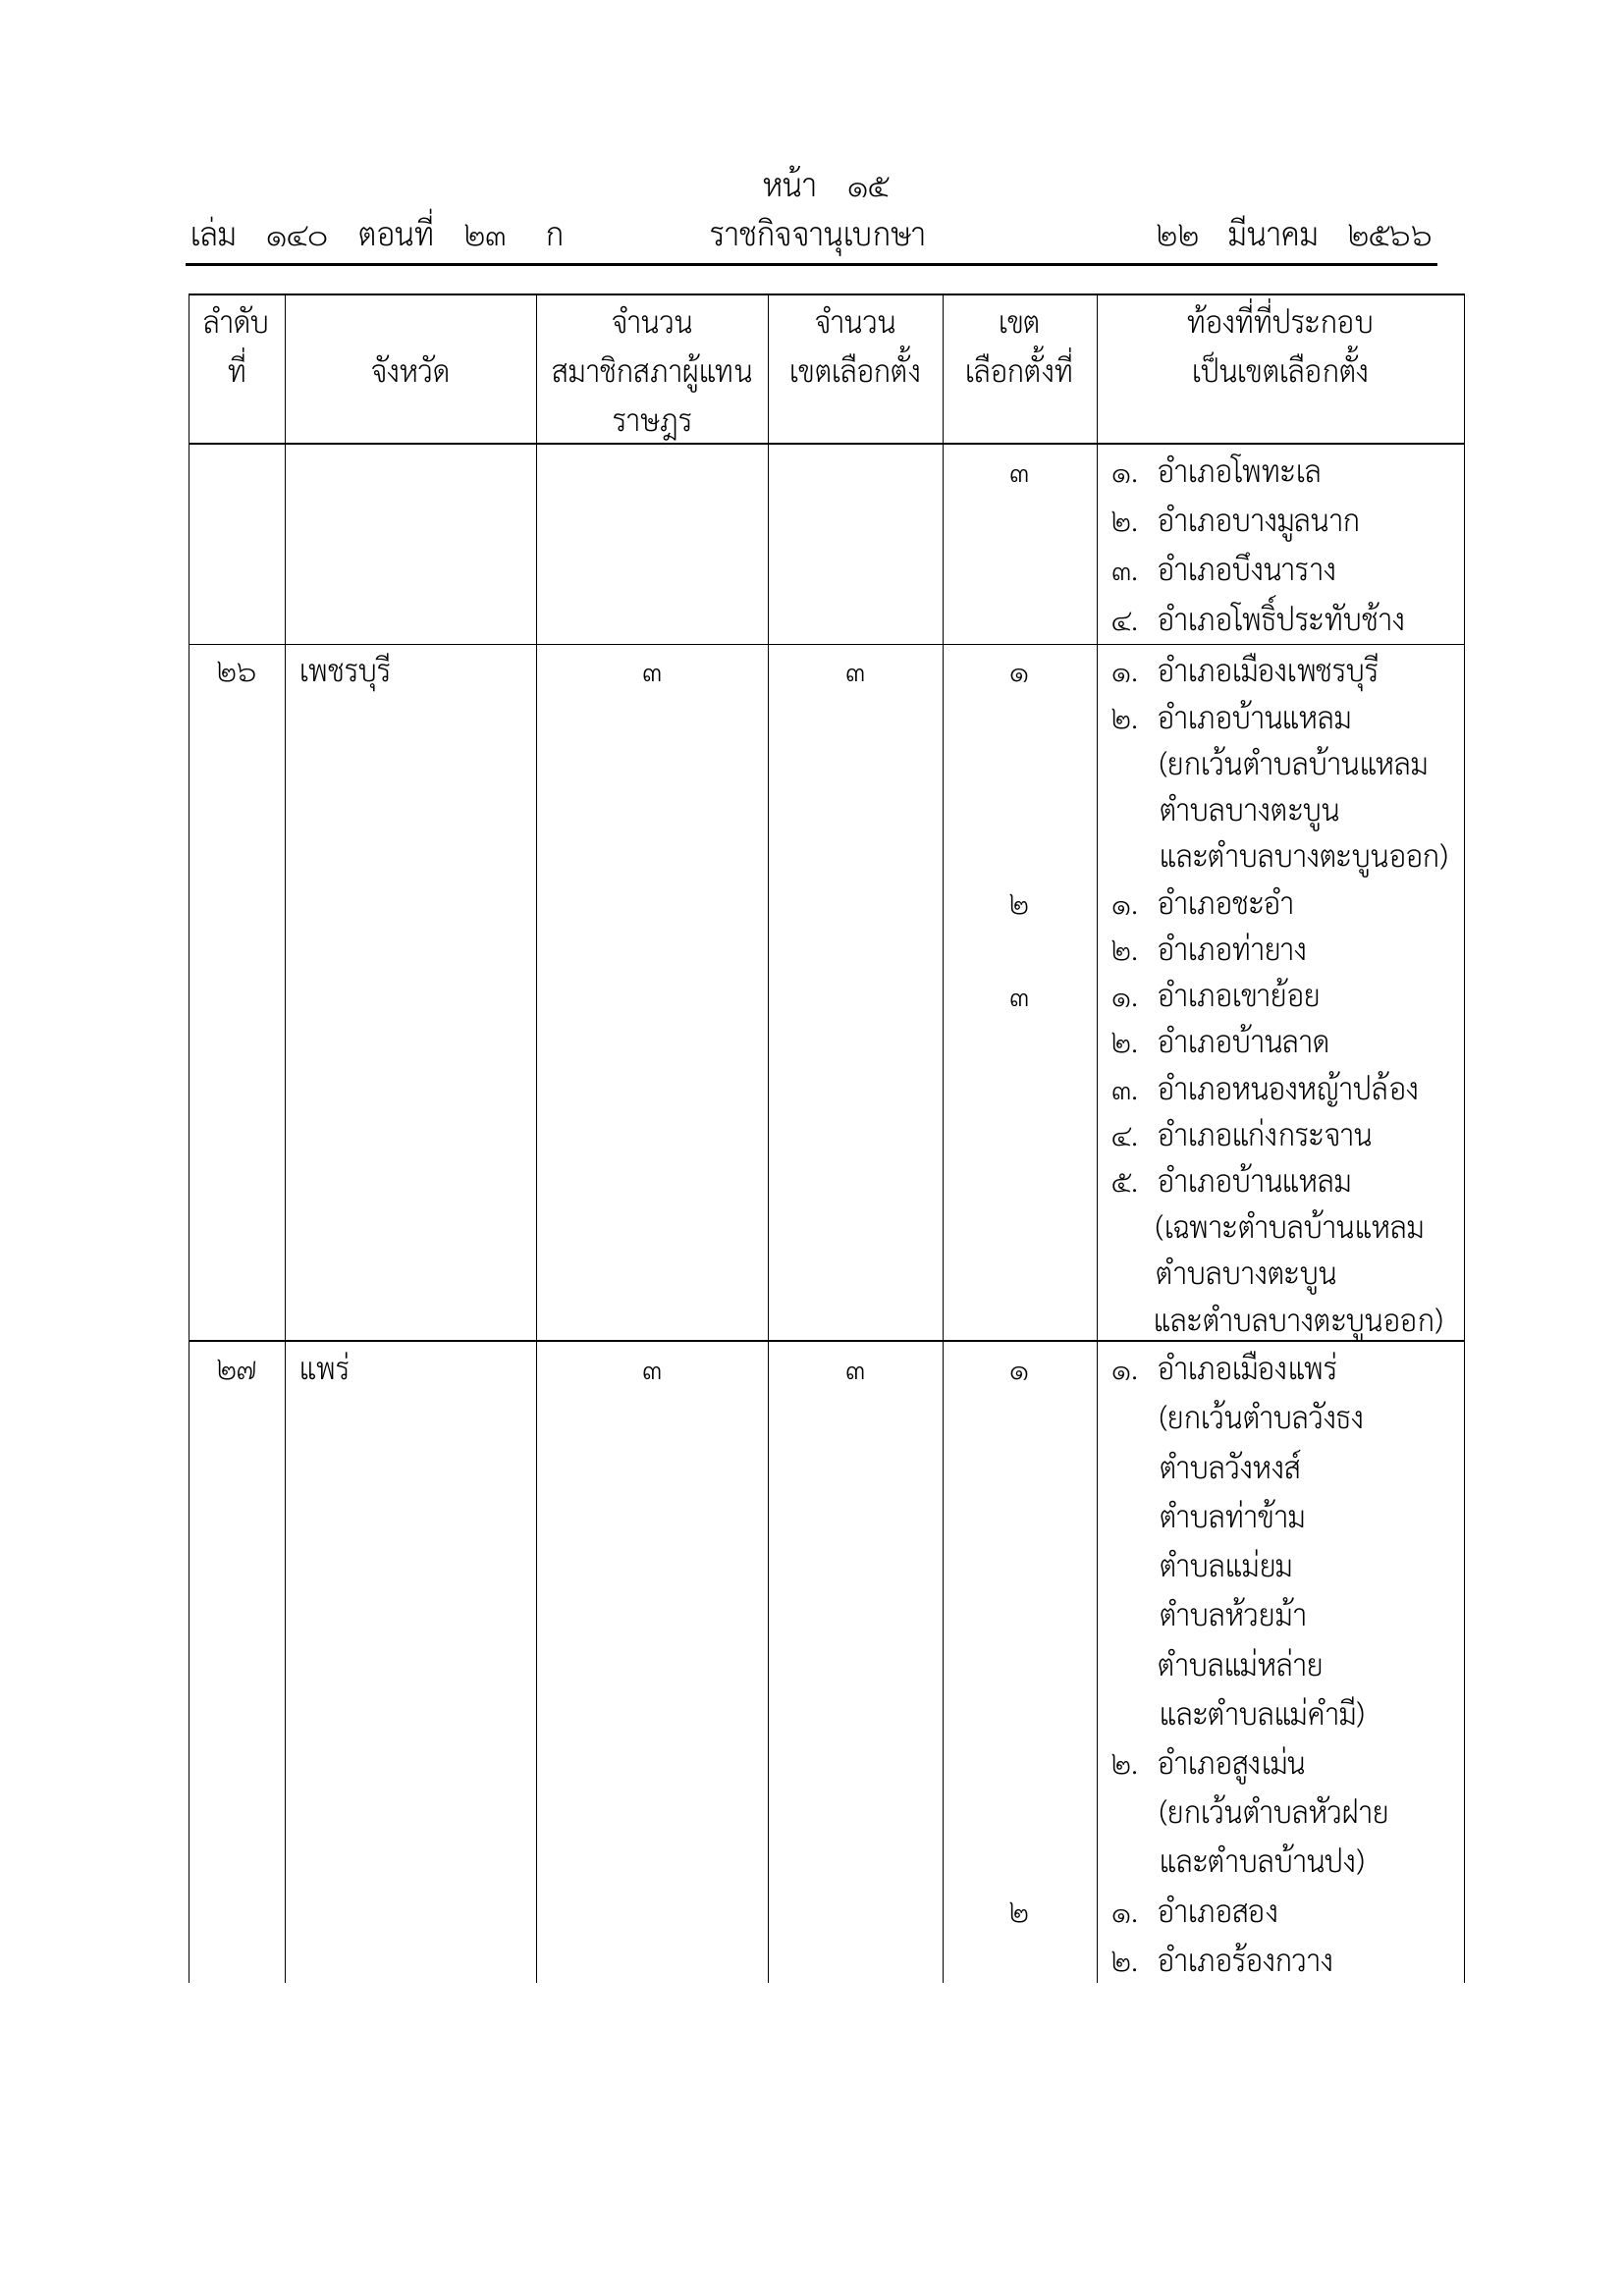 หน้า ๑๕
เล่ม ๑๔๐ ตอนที่ ๒๓ ก ราชกิจจานุเบกษา ๒๒ มีนาคม ๒๕๖๖
ลำดับ จำนวน จำนวน เขต ท้องที่ที่ประกอบ
ที่ จังหวัด สมาชิกสภาผู้แทน เขตเลือกตั้ง เลือกตั้งที่ เป็นเขตเลือกตั้ง
ราษฎร
๓ ๑. อำเภอโพทะเล
๒. อำเภอบางมูลนาก
๓. อำเภอบึงนาราง
๔. อำเภอโพธิ์ประทับช้าง
๒๖ เพชรบุรี ๓ ๓ ๑ ๑. อำเภอเมืองเพชรบุรี
๒. อำเภอบ้านแหลม
(ยกเว้นตำบลบ้านแหลม
ตำบลบางตะบูน
และตำบลบางตะบูนออก)
๒ ๑. อำเภอชะอำ
๒. อำเภอท่ายาง
๓ ๑. อำเภอเขาย้อย
๒. อำเภอบ้านลาด
๓. อำเภอหนองหญ้าปล้อง
๔. อำเภอแก่งกระจาน
๕. อำเภอบ้านแหลม
(เฉพาะตำบลบ้านแหลม
ตำบลบางตะบูน
และตำบลบางตะบูนออก)
๒๗ แพร่ ๓ ๓ ๑ ๑. อำเภอเมืองแพร่
(ยกเว้นตำบลวังธง
ตำบลวังหงส์
ตำบลท่าข้าม
ตำบลแม่ยม
ตำบลห้วยม้า
ตำบลแม่หล่าย
และตำบลแม่คำมี)
๒. อำเภอสูงเม่น
(ยกเว้นตำบลหัวฝาย
และตำบลบ้านปง)
๒ ๑. อำเภอสอง
๒. อำเภอร้องกวาง